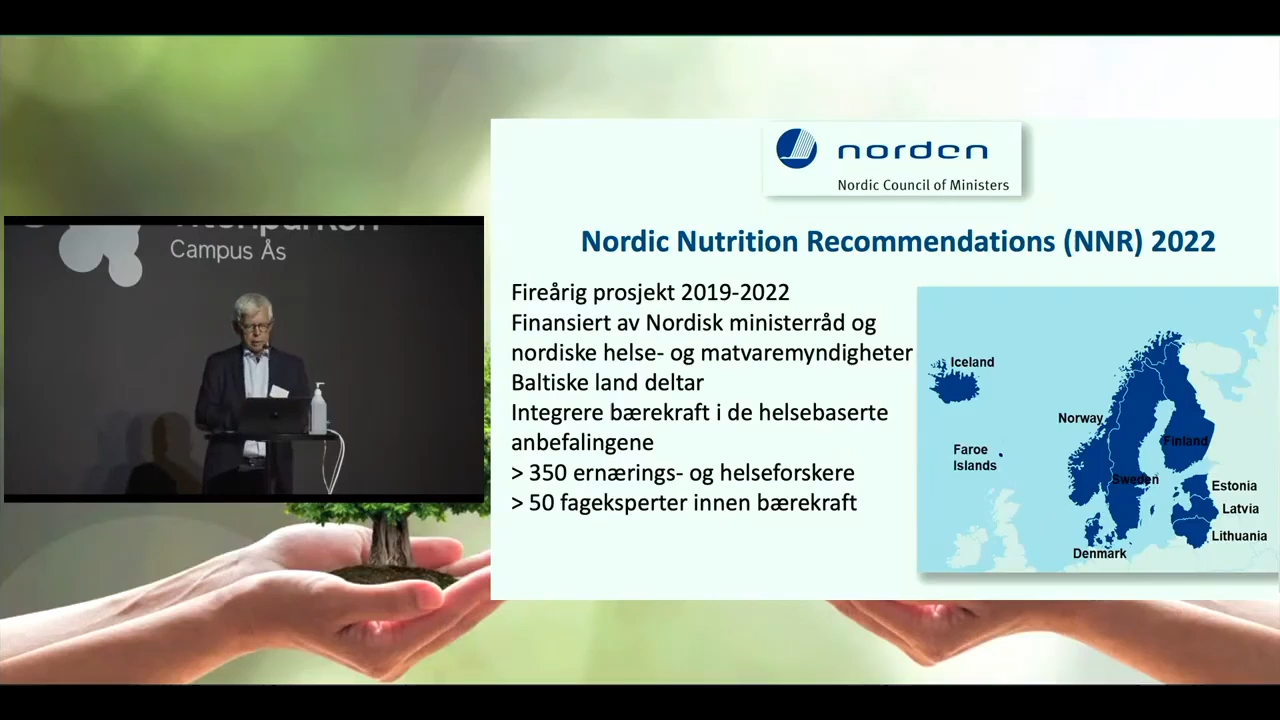 Campus Ås
norden
Nordic Council of Ministers
Nordic Nutrition Recommendations (NNR) 2022
Fireårig prosjekt 2019-2022
Finansiert av Nordisk ministerråd og
nordiske helse- og matvaremyndigheter
Baltiske land deltar
Integrere bærekraft i de helsebaserte
anbefalingene
> 350 ernærings- og helseforskere
> 50 fageksperter innen bærekraft
Iceland
Norway
Finland
Faroe
Islands
Sweden
Estonia
Latvia
Lithuania
Denmark